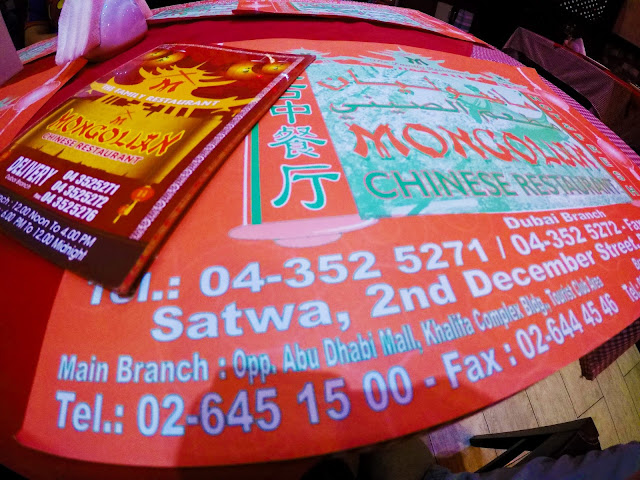 M
THE FAMILY RESTAURANT
MONGOLIAN
CHINESE RESTAURANT
DELIVERY
04 3525271
04 3525272
04 3525276
12.00 Noon To 4.00 PM
PM To 12.00 Midnight
中餐厅
M
MONGOLIAN
CHINESE RESTAURANT
Dubai Branch
Tel.: 04-352 5271 / 04-352 5272 - Fa
Satwa, 2nd December Street
Main Branch : Opp. Abu Dhabi Mall, Khalifa Complex Bldg. Tourist Club Area
Tel.: 02-645 15 00 - Fax : 02-644 45 46